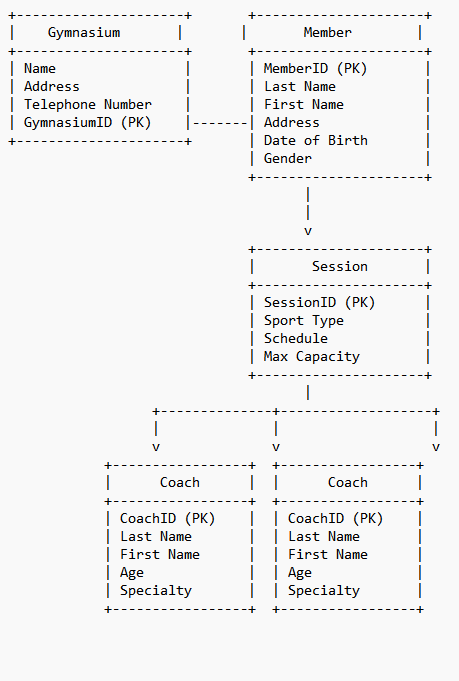 +---------------------+       +---------------------+
|    Gymnasium       |       |      Member        |
+---------------------+       +---------------------+
| Name                |       | MemberID (PK)       |
| Address             |       | Last Name           |
| Telephone Number    |       | First Name          |
| GymnasiumID (PK)    |-------| Address             |
+---------------------+       | Date of Birth       |
                              | Gender              |
                              +---------------------+
                                     |
                                     |
                                     v
                              +---------------------+
                              |       Session       |
                              +---------------------+
                              | SessionID (PK)      |
                              | Sport Type          |
                              | Schedule            |
                              | Max Capacity        |
                              +---------------------+
                                     |
                  +--------------+-------------------+
                  |              |                   |
                  v              v                   v
            +-----------------+  +-----------------+
            |      Coach      |  |      Coach      |
            +-----------------+  +-----------------+
            | CoachID (PK)    |  | CoachID (PK)    |
            | Last Name       |  | Last Name       |
            | First Name      |  | First Name      |
            | Age             |  | Age             |
            | Specialty       |  | Specialty       |
            +-----------------+  +-----------------+